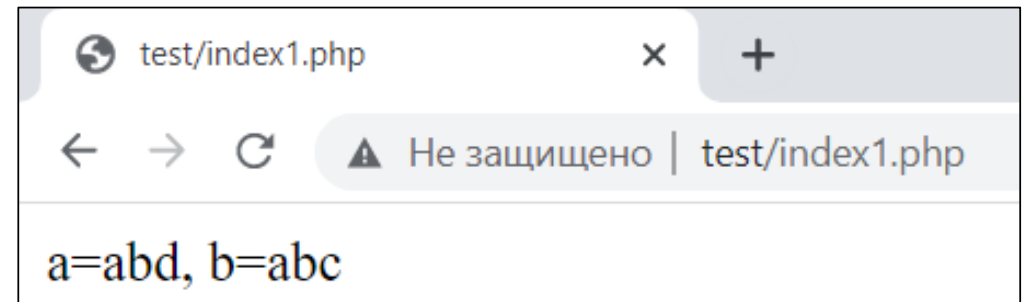 test/index1.php
Не защищено | test/index1.php
a=abd, b=abc